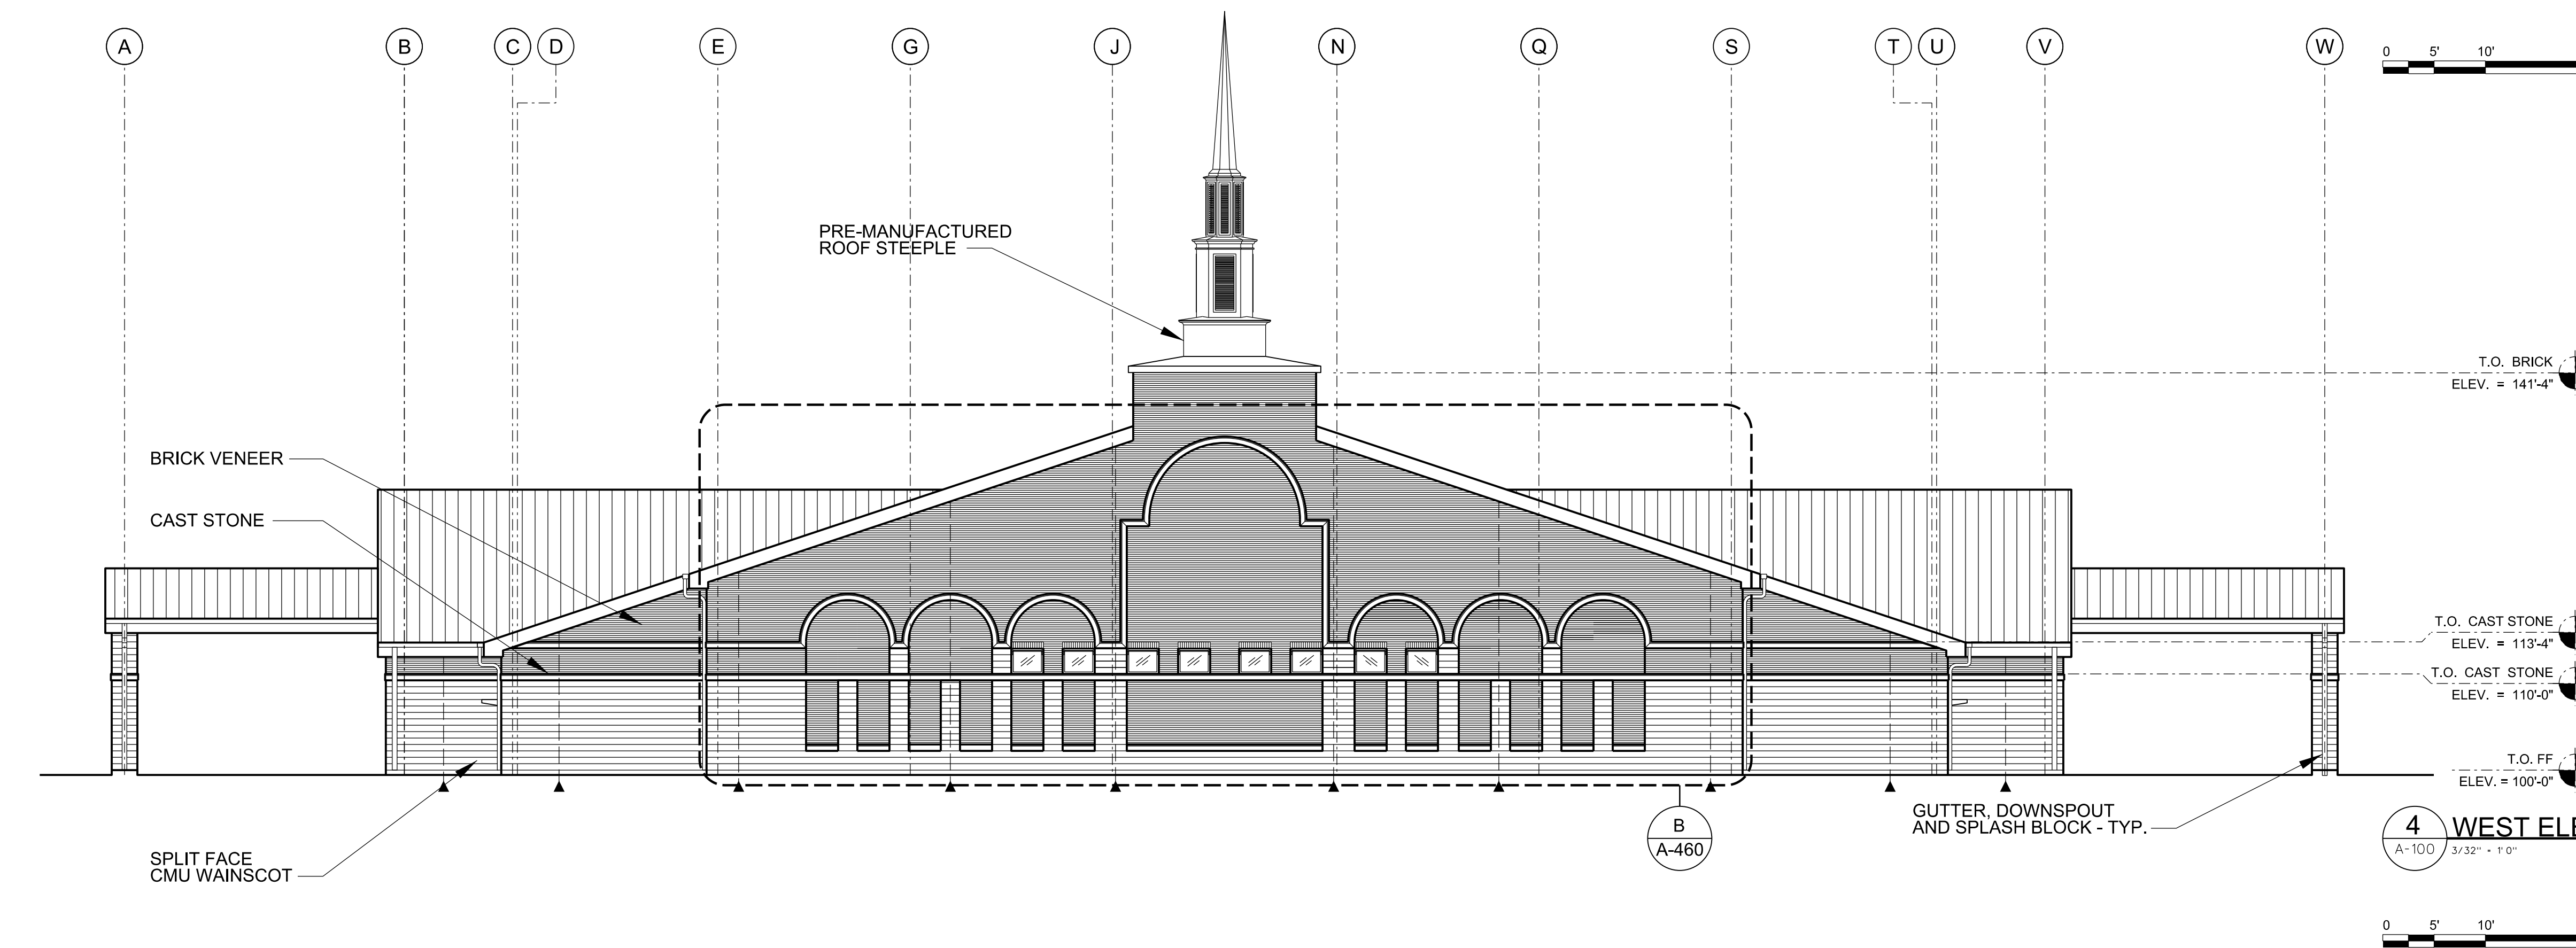 A B C D E G J N Q S T U V W
0 5' 10'
PRE-MANUFACTURED
ROOF STEEPLE
T.O. BRICK
ELEV. = 141'-4"
BRICK VENEER
CAST STONE
T.O. CAST STONE
ELEV. = 113'-4"
T.O. CAST STONE
ELEV. = 110'-0"
T.O. FF
ELEV. = 100'-0"
GUTTER, DOWNSPOUT
AND SPLASH BLOCK - TYP.
B
A-460
4
A-100
WEST ELE
3/32" = 1'0"
SPLIT FACE
CMU WAINSCOT
0 5' 10'